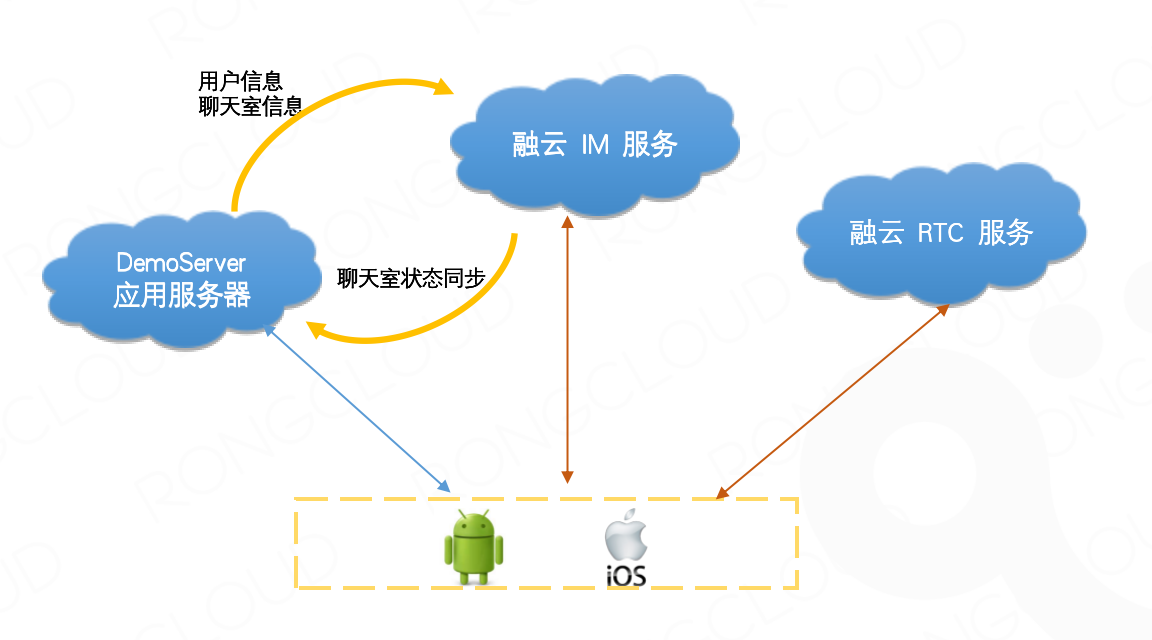 用户信息
聊天室信息
融云 IM 服务
融云 RTC 服务
DemoServer
应用服务器
聊天室状态同步
iOS
RONGCLOUD